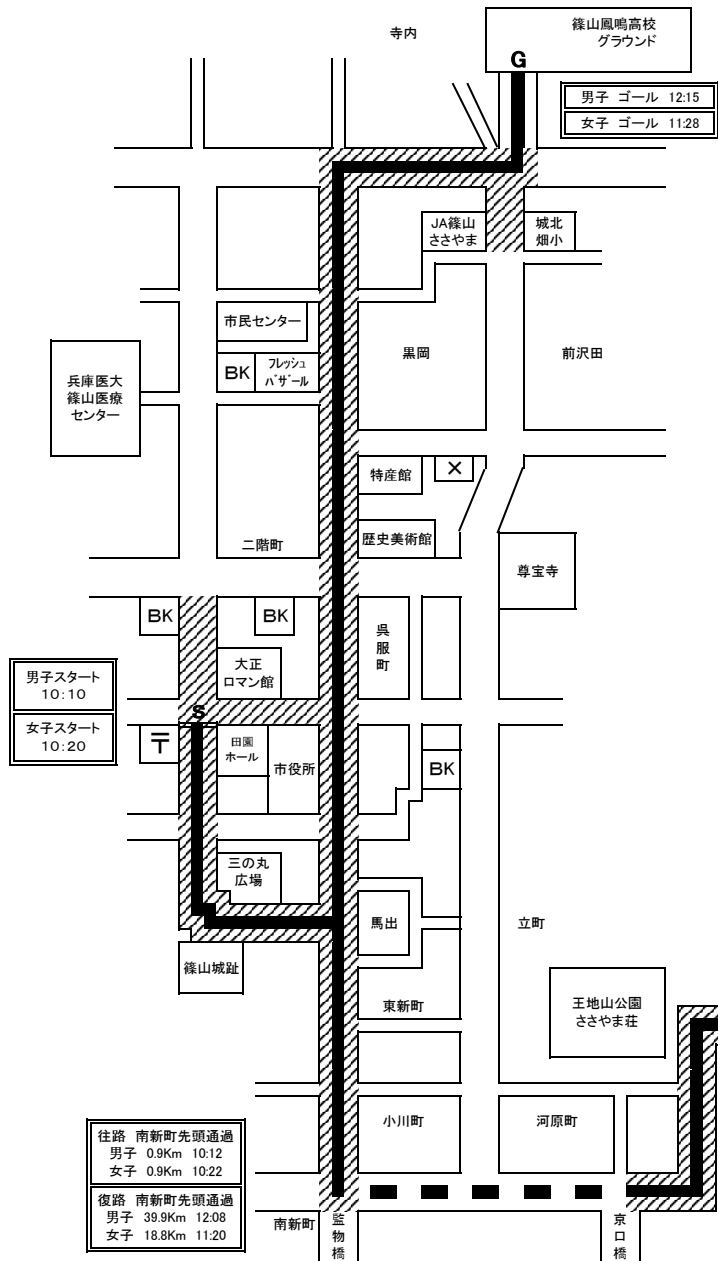 寺内
篠山鳳鳴高校
グラウンド
G
男子 ゴール 12:15
女子 ゴール 11:28
JA篠山
ささやま
城北
畑小
市民センター
BK
フレッシュ
バザール
黒岡
前沢田
兵庫医大
篠山医療
センター
特産館
歴史美術館
二階町
尊宝寺
BK
BK
呉
服
町
大正
ロマン館
男子スタート
10:10
女子スタート
10:20
S
〒
田園
ホール
市役所
BK
三の丸
広場
馬出
立町
篠山城趾
東新町
王地山公園
ささやま荘
小川町
河原町
往路 南新町先頭通過
男子 0.9Km 10:12
女子 0.9Km 10:22
復路 南新町先頭通過
男子 39.9Km 12:08
女子 18.8Km 11:20
南新町
監
物
橋
京
口
橋